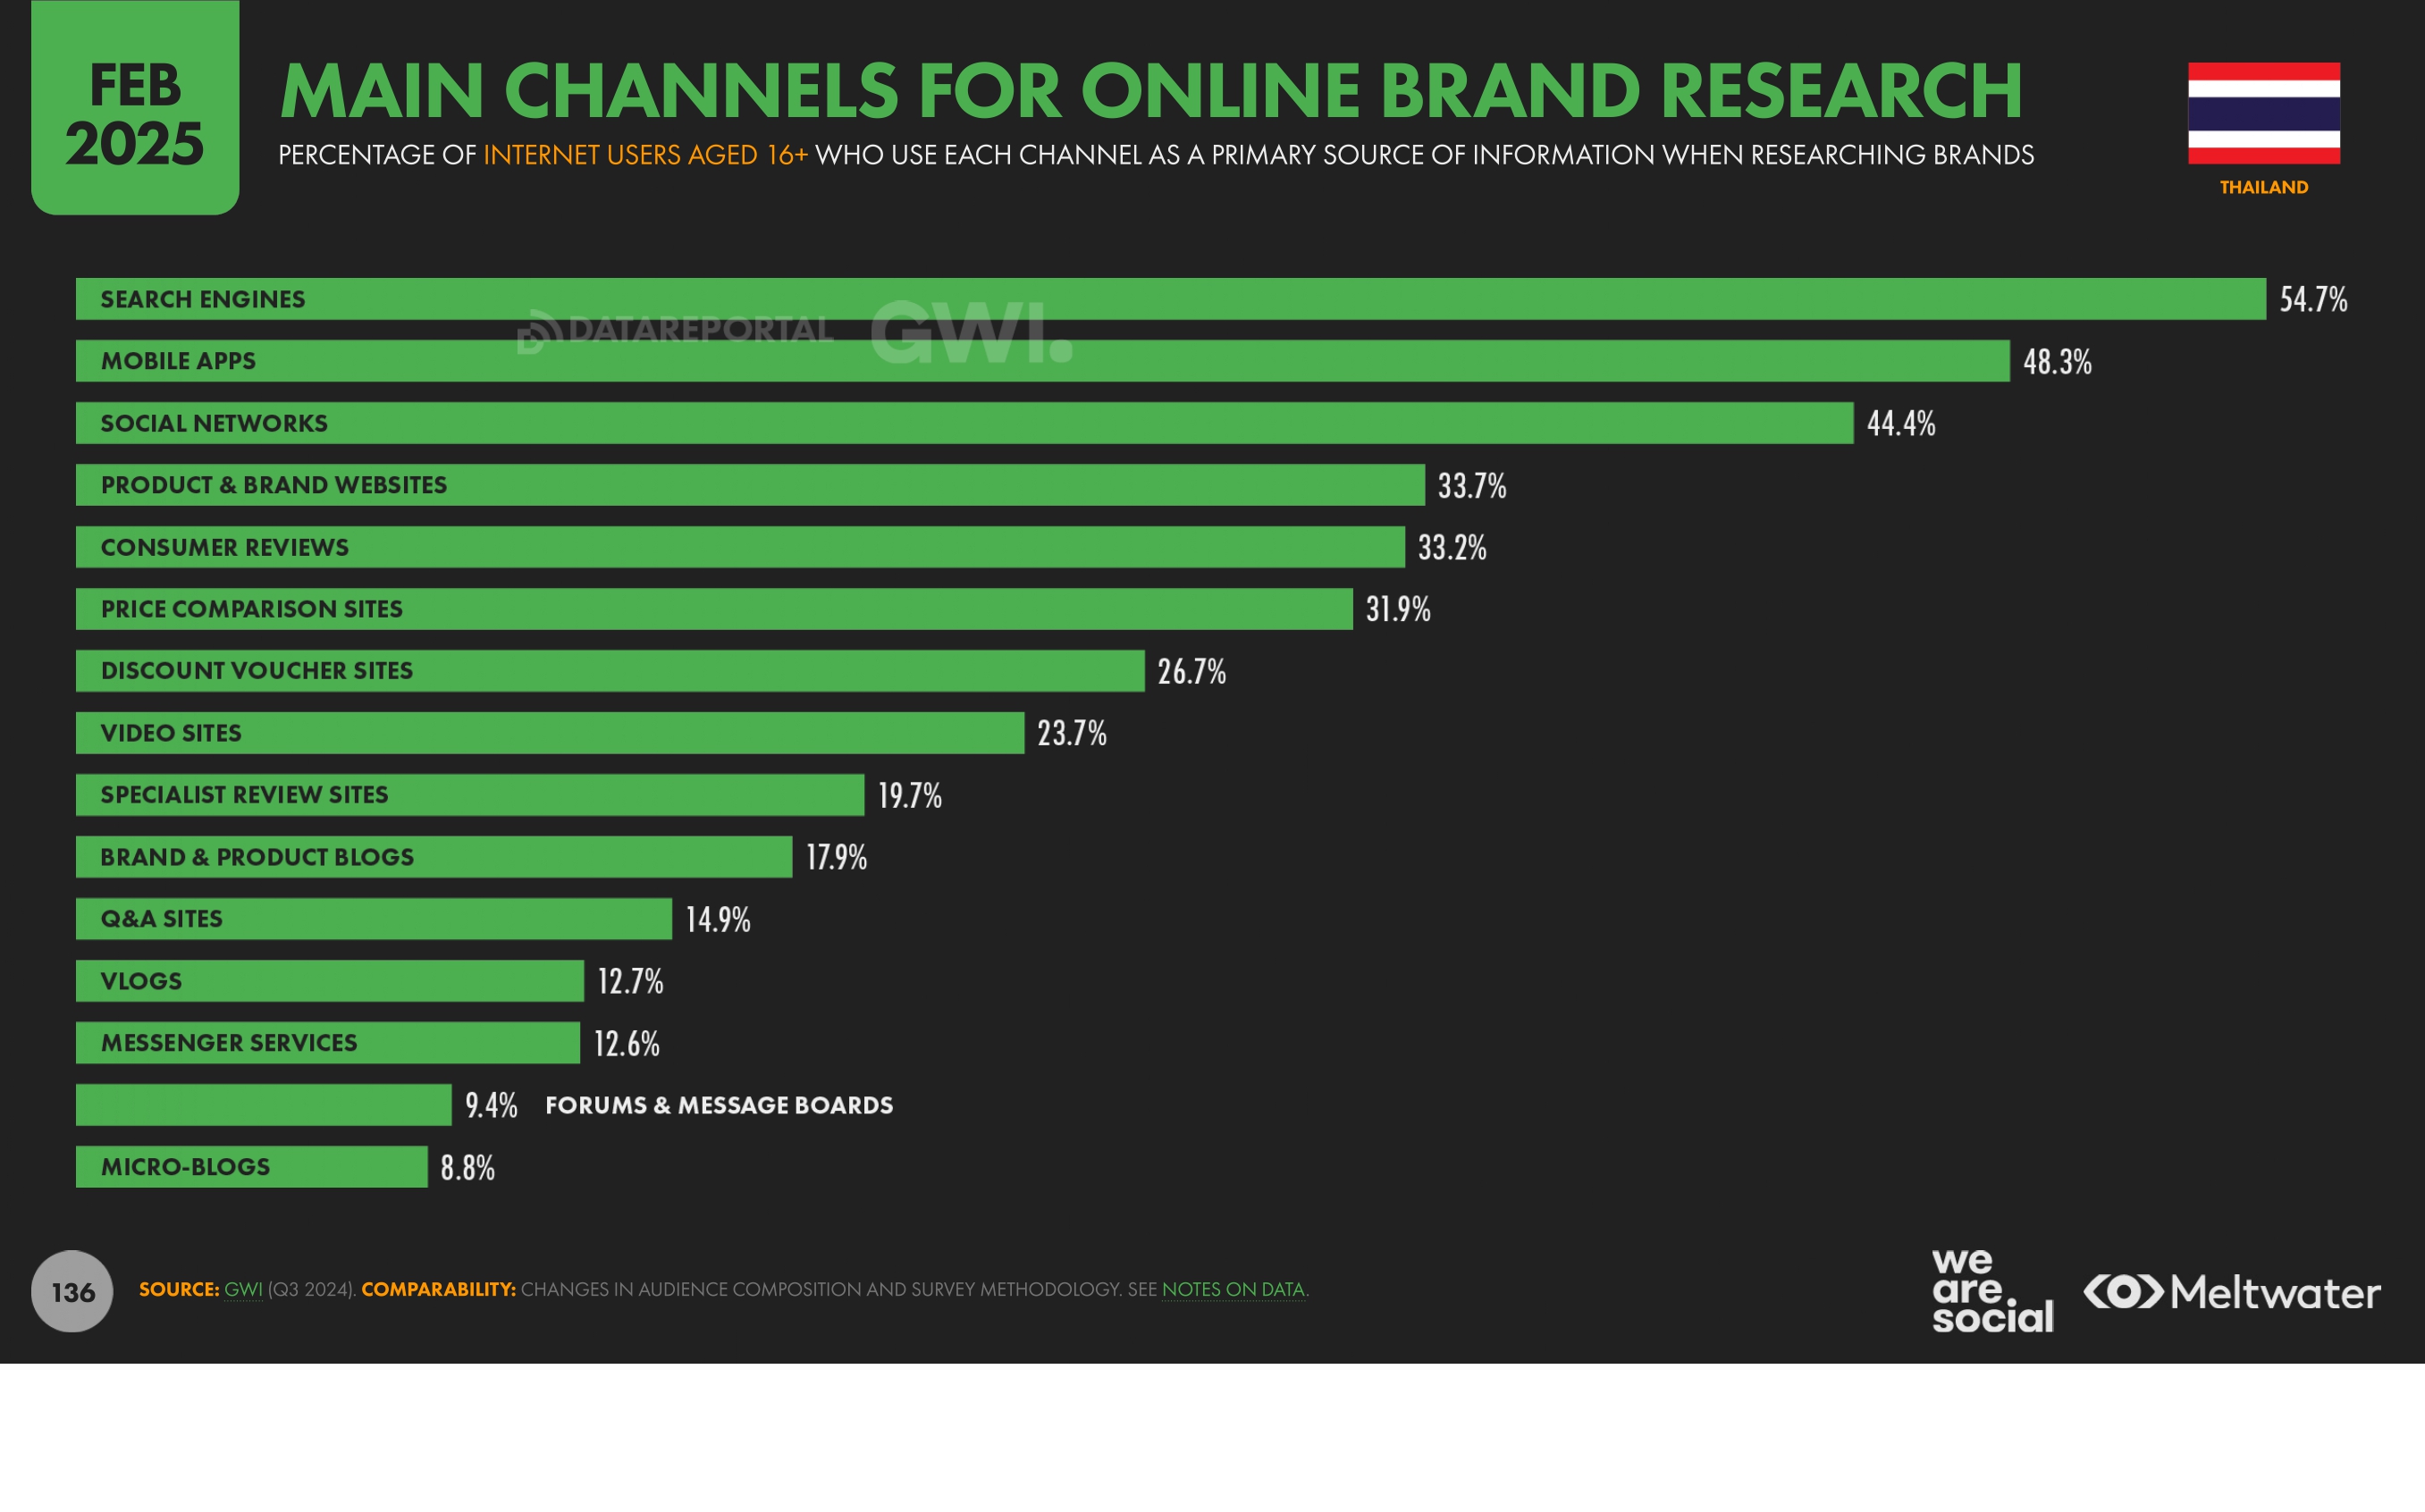 FEB
2025
MAIN CHANNELS FOR ONLINE BRAND RESEARCH
PERCENTAGE OF INTERNET USERS AGED 16+ WHO USE EACH CHANNEL AS A PRIMARY SOURCE OF INFORMATION WHEN RESEARCHING BRANDS
THAILAND
SEARCH ENGINES 54.7%
DATAREPORTAL GWI.
MOBILE APPS 48.3%
SOCIAL NETWORKS 44.4%
PRODUCT & BRAND WEBSITES 33.7%
CONSUMER REVIEWS 33.2%
PRICE COMPARISON SITES 31.9%
DISCOUNT VOUCHER SITES 26.7%
VIDEO SITES 23.7%
SPECIALIST REVIEW SITES 19.7%
BRAND & PRODUCT BLOGS 17.9%
Q&A SITES 14.9%
VLOGS 12.7%
MESSENGER SERVICES 12.6%
9.4% FORUMS & MESSAGE BOARDS
MICRO-BLOGS 8.8%
136
SOURCE: GWI (Q3 2024). COMPARABILITY: CHANGES IN AUDIENCE COMPOSITION AND SURVEY METHODOLOGY. SEE NOTES ON DATA.
we
are
social
Meltwater